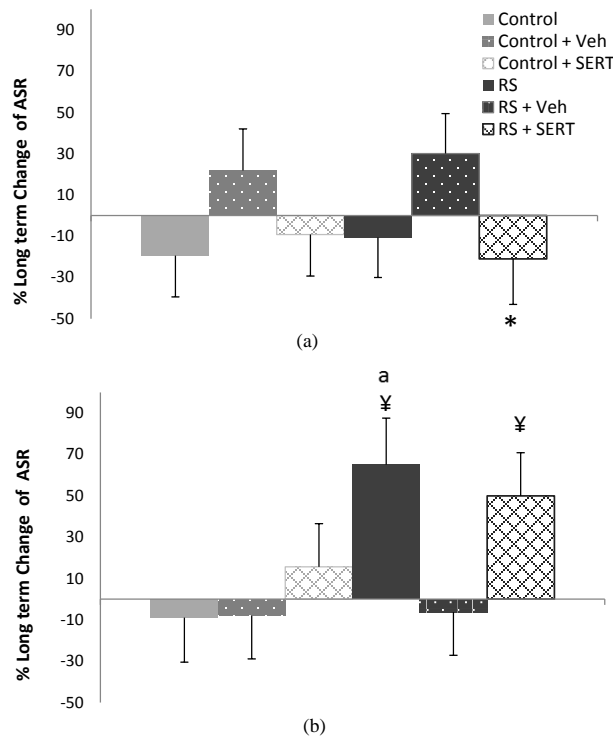 90
70
50
30
10
-10
-30
-50
% Long term Change of ASR
Control
Control + Veh
Control + SERT
RS
RS + Veh
RS + SERT
*
(a)
90
70
50
30
10
-10
-30
-50
% Long term Change of ASR
a
¥
¥
(b)